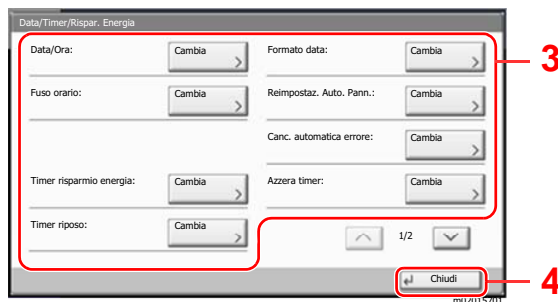 Data/Timer/Rispar. Energia
Data/Ora: Cambia Formato data: Cambia
3
Fuso orario: Cambia Reimpostaz. Auto. Pann.: Cambia
Canc. automatica errore: Cambia
Timer risparmio energia: Cambia Azzera timer: Cambia
Timer riposo: Cambia
1/2
Chiudi
4
m02015701